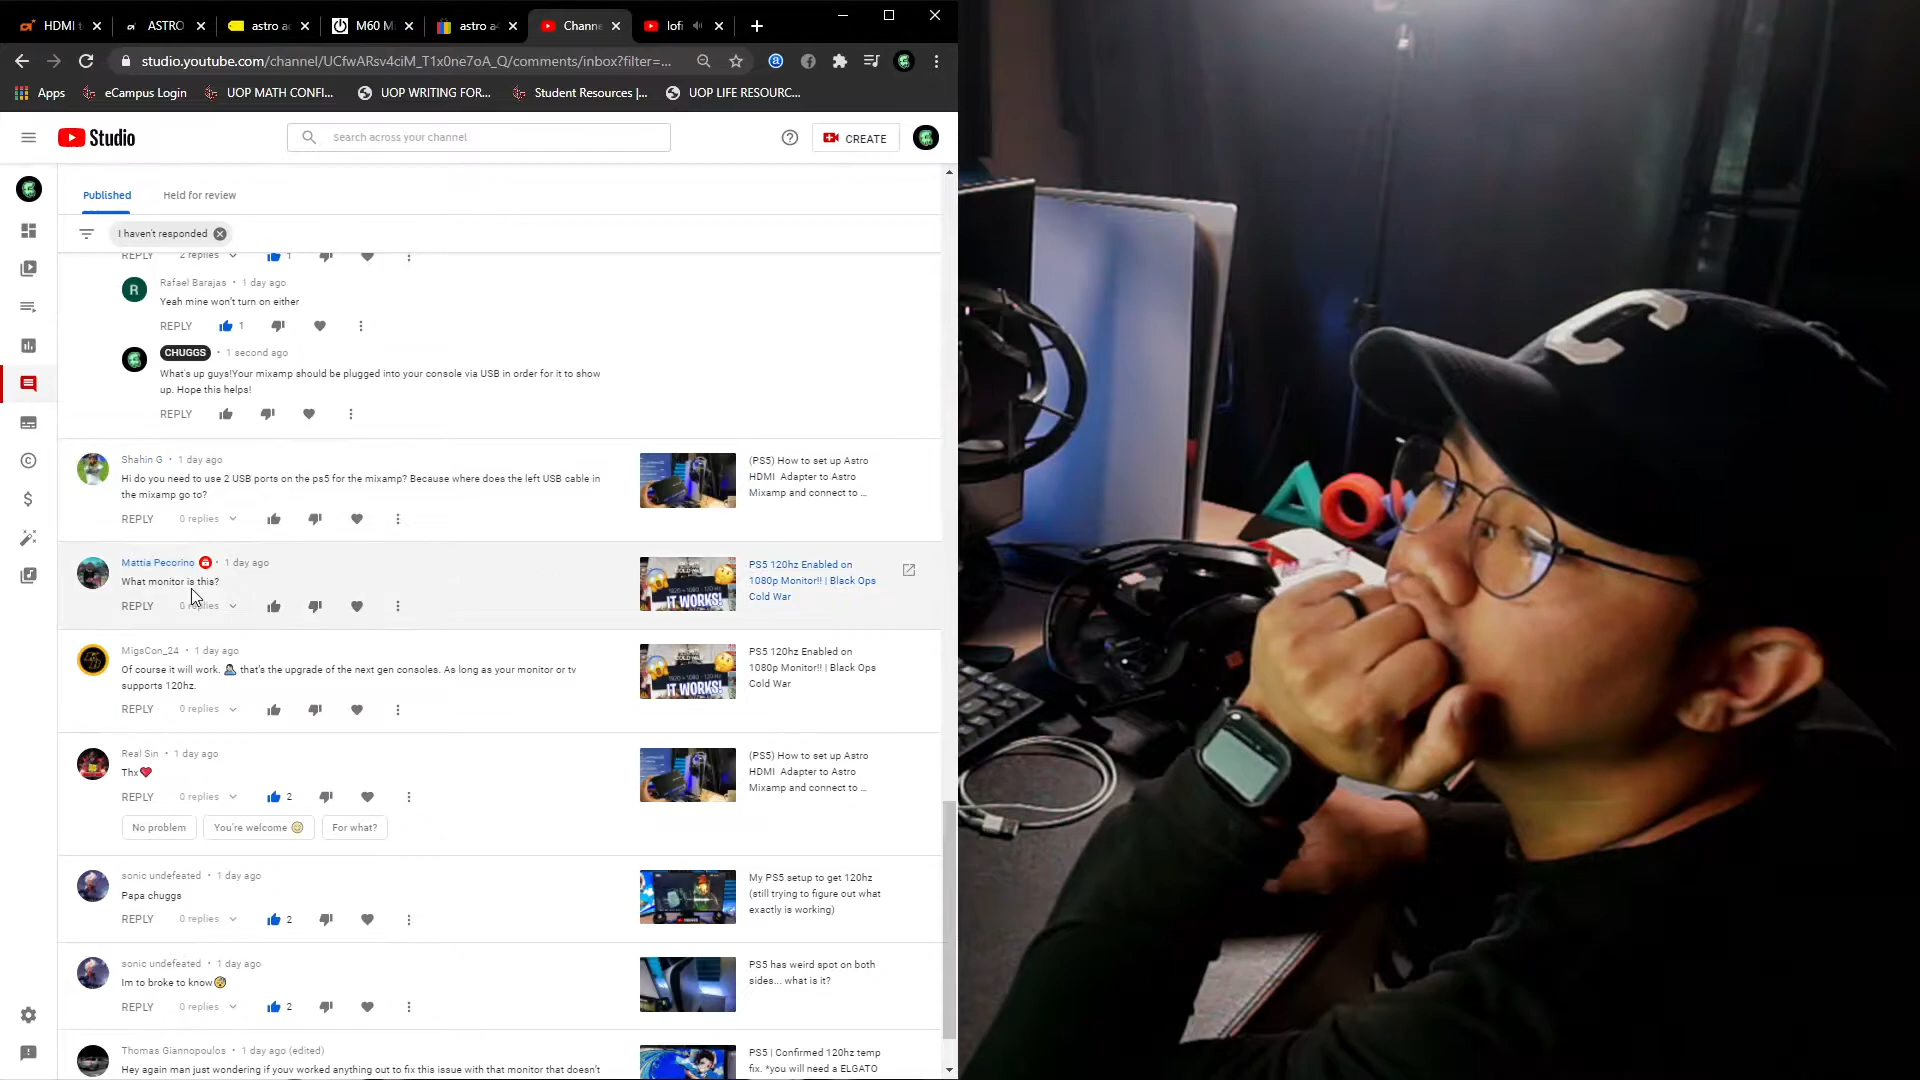 HDMI t
ASTRO
astro ac
M60 Mi
astro a4
Chann
lofi
studio.youtube.com/channel/UCfwARsv4ciM_T1x0ne7oA_Q/comments/inbox?filter=...
Apps
eCampus Login
UOP MATH CONFI...
UOP WRITING FOR...
Student Resources |...
UOP LIFE RESOURC...
Studio
Search across your channel
CREATE
Published
Held for review
I haven't responded
REPLY 2 replies 1
R
Rafael Barajas • 1 day ago
Yeah mine won't turn on either
REPLY 1
CHUGGS • 1 second ago
What's up guys!Your mixamp should be plugged into your console via USB in order for it to show
up. Hope this helps!
REPLY
Shahin G • 1 day ago
Hi do you need to use 2 USB ports on the ps5 for the mixamp? Because where does the left USB cable in
the mixamp go to?
REPLY 0 replies
(PS5) How to set up Astro
HDMI Adapter to Astro
Mixamp and connect to ...
Mattia Pecorino • 1 day ago
What monitor is this?
REPLY 0 replies
1920 x 1080 120 Hz
IT WORKS!
PS5 120hz Enabled on
1080p Monitor!! | Black Ops
Cold War
MigsCon_24 • 1 day ago
Of course it will work. that's the upgrade of the next gen consoles. As long as your monitor or tv
supports 120hz.
REPLY 0 replies
1920 x 1080 120 Hz
IT WORKS!
PS5 120hz Enabled on
1080p Monitor!! | Black Ops
Cold War
Real Sin • 1 day ago
Thx❤
REPLY 0 replies 2
No problem
You're welcome 😊
For what?
(PS5) How to set up Astro
HDMI Adapter to Astro
Mixamp and connect to ...
sonic undefeated • 1 day ago
Papa chuggs
REPLY 0 replies 2
My PS5 setup to get 120hz
(still trying to figure out what
exactly is working)
sonic undefeated • 1 day ago
Im to broke to know
REPLY 0 replies 2
PS5 has weird spot on both
sides... what is it?
Thomas Giannopoulos • 1 day ago (edited)
Hey again man just wondering if youv worked anything out to fix this issue with that monitor that doesn't
PS5 | Confirmed 120hz temp
fix. *you will need a ELGATO
C